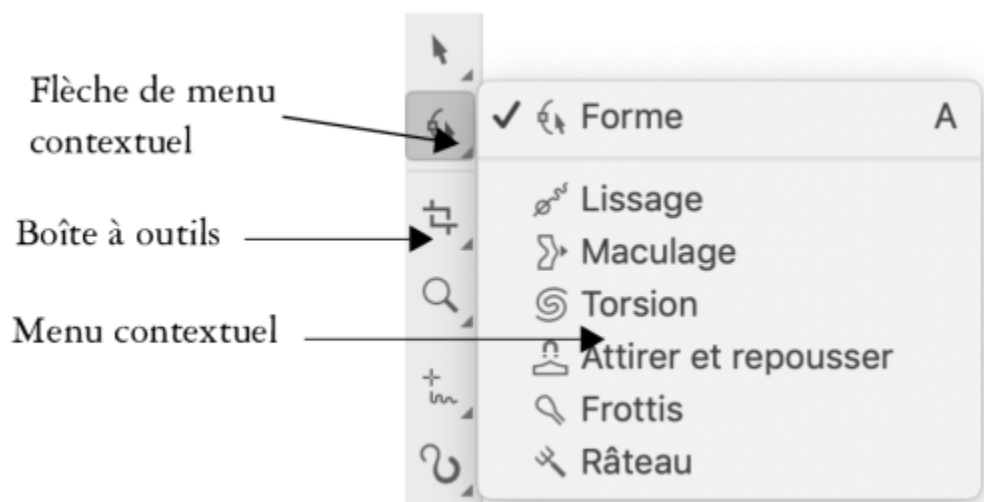 Flèche de menu
contextuel
Boîte à outils
Menu contextuel
Forme A
Lissage
Maculage
Torsion
Attirer et repousser
Frottis
Râteau